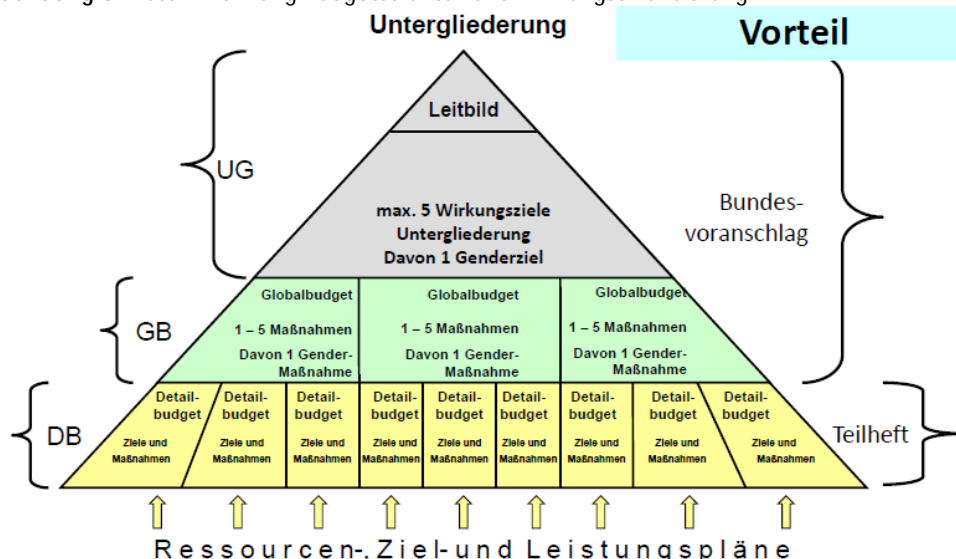 Untergliederung
Vorteil
Leitbild
UG
max. 5 Wirkungsziele
Untergliederung
Davon 1 Genderziel
Bundes-
voranschlag
GB
Globalbudget
1 – 5 Maßnahmen
Davon 1 Gender-
Maßnahme
Globalbudget
1 – 5 Maßnahmen
Davon 1 Gender-
Maßnahme
Globalbudget
1 – 5 Maßnahmen
Davon 1 Gender-
Maßnahme
DB
Detail-
budget
Ziele und
Maßnahmen
Detail-
budget
Ziele und
Maßnahmen
Detail-
budget
Ziele und
Maßnahmen
Detail-
budget
Ziele und
Maßnahmen
Detail-
budget
Ziele und
Maßnahmen
Detail-
budget
Ziele und
Maßnahmen
Detail-
budget
Ziele und
Maßnahmen
Detail-
budget
Ziele und
Maßnahmen
Detail-
budget
Ziele und
Maßnahmen
Teilheft
Ressourcen-, Ziel- und Leistungspläne